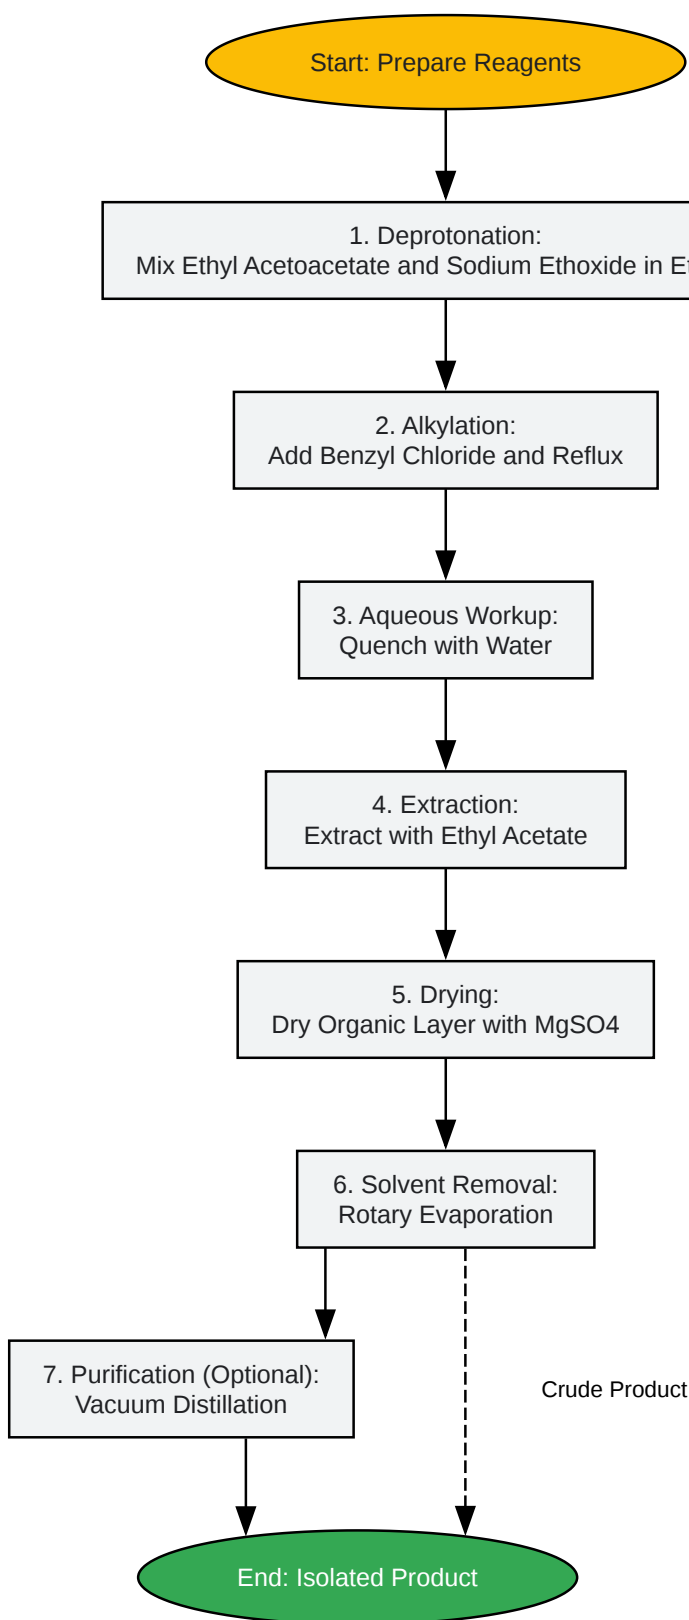 Start: Prepare Reagents
1. Deprotonation:
Mix Ethyl Acetoacetate and Sodium Ethoxide in
2. Alkylation:
Add Benzyl Chloride and Reflux
3. Aqueous Workup:
Quench with Water
4. Extraction:
Extract with Ethyl Acetate
5. Drying:
Dry Organic Layer with MgSO4
6. Solvent Removal:
Rotary Evaporation
7. Purification (Optional):
Vacuum Distillation
Crude Product
End: Isolated Product